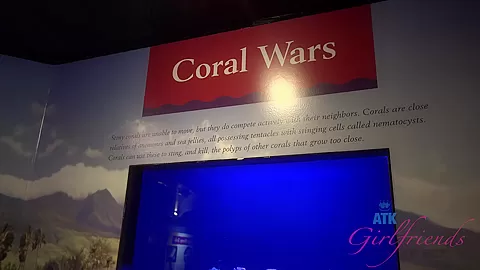 Coral Wars
Stony corals are unable to move, but they do compete actively with their neighbors. Corals are close
relatives of anemones and sea jellies, all possessing tentacles with stinging cells called nematocysts.
Corals can use these to sting, and kill, the polyps of other corals that grow too close.
ATK
Girlfriends